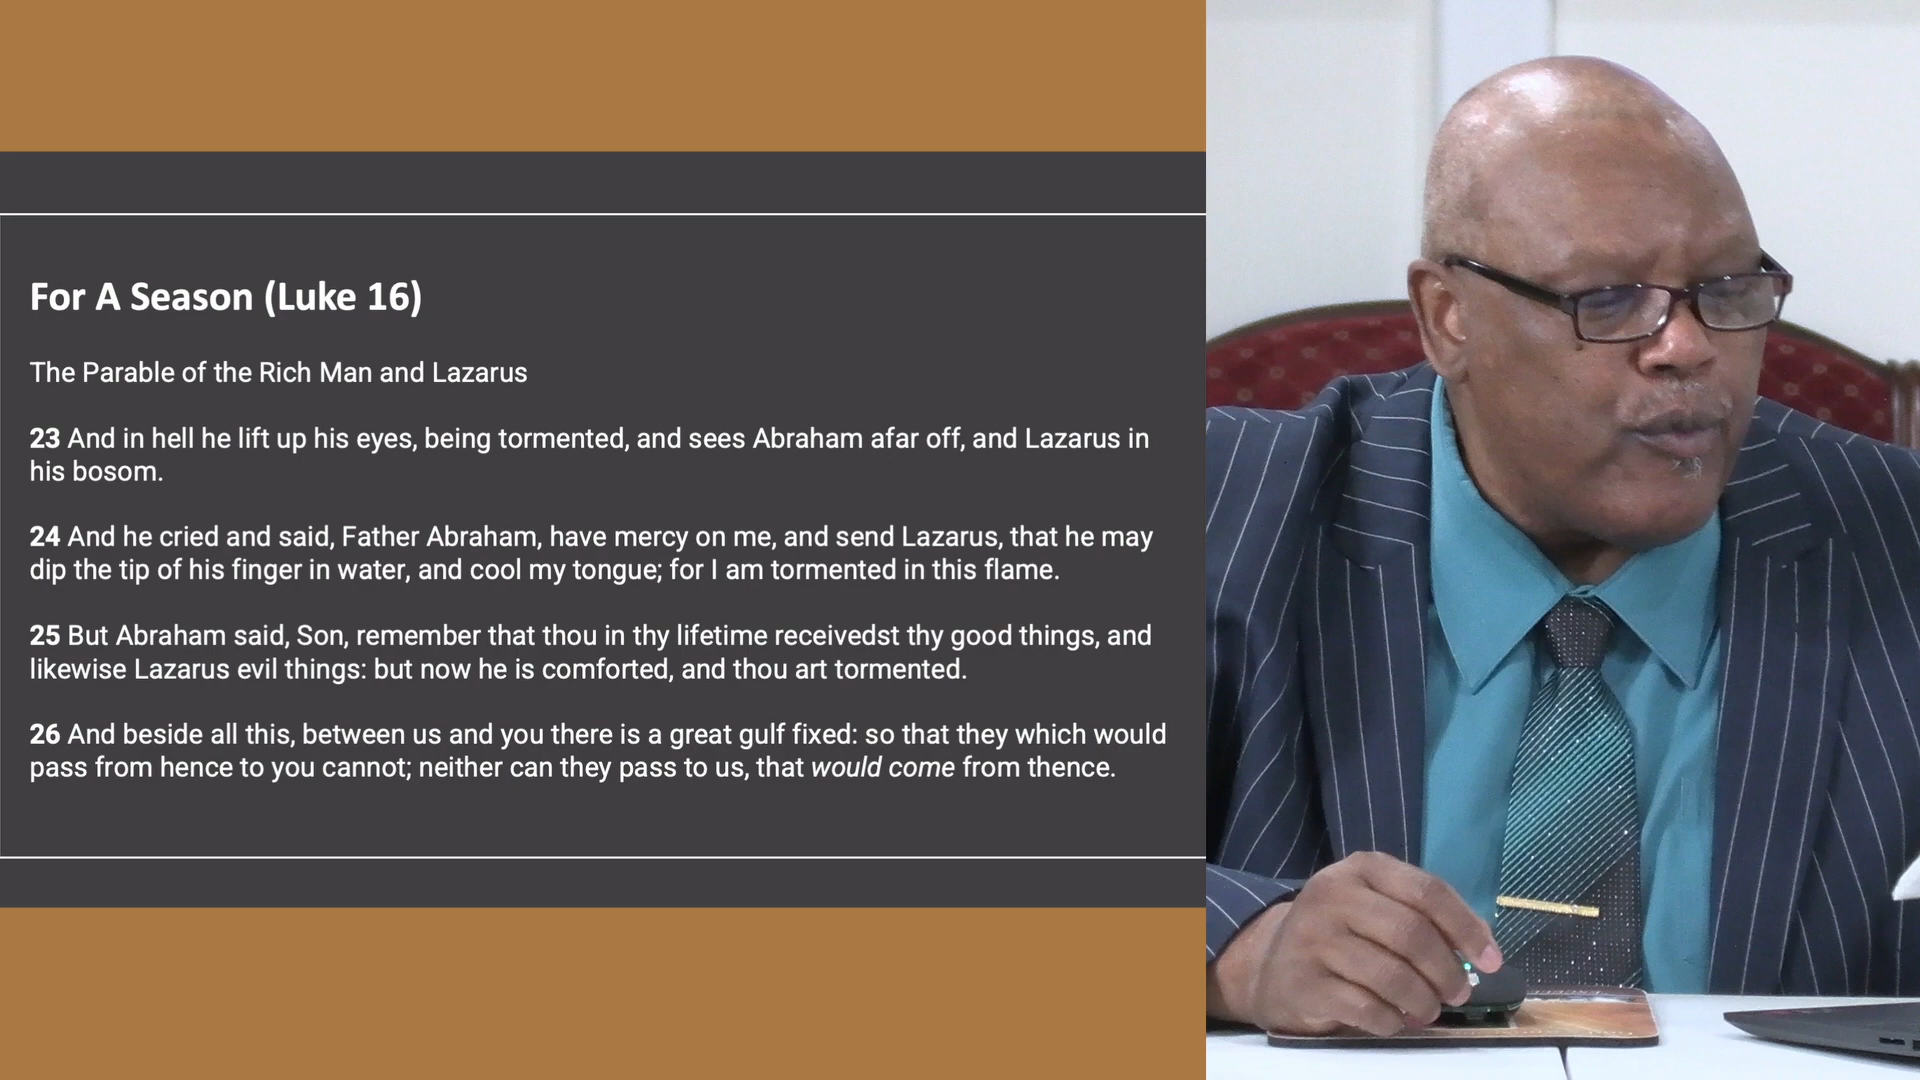 For A Season (Luke 16)
The Parable of the Rich Man and Lazarus
23 And in hell he lift up his eyes, being tormented, and sees Abraham afar off, and Lazarus in
his bosom.
24 And he cried and said, Father Abraham, have mercy on me, and send Lazarus, that he may
dip the tip of his finger in water, and cool my tongue; for I am tormented in this flame.
25 But Abraham said, Son, remember that thou in thy lifetime receivedst thy good things, and
likewise Lazarus evil things: but now he is comforted, and thou art tormented.
26 And beside all this, between us and you there is a great gulf fixed: so that they which would
pass from hence to you cannot; neither can they pass to us, that would come from thence.